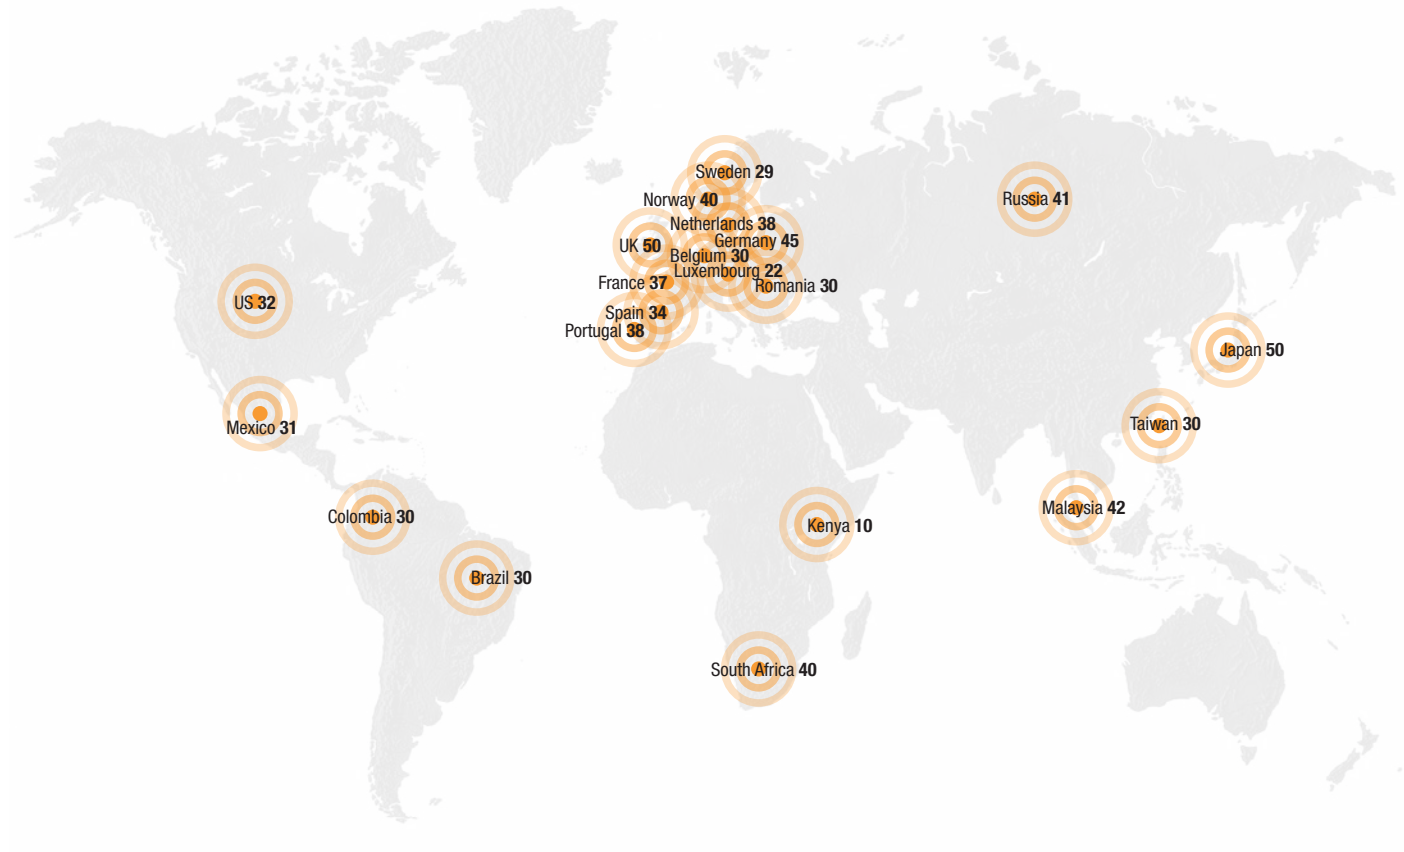 Sweden 29
Norway 40
Russia 41
Netherlands 38
Germany 45
UK 50
Belgium 30
Luxembourg 22
France 37
Romania 30
US 32
Spain 34
Portugal 38
Japan 50
Mexico 31
Taiwan 30
Malaysia 42
Colombia 30
Kenya 10
Brazil 30
South Africa 40